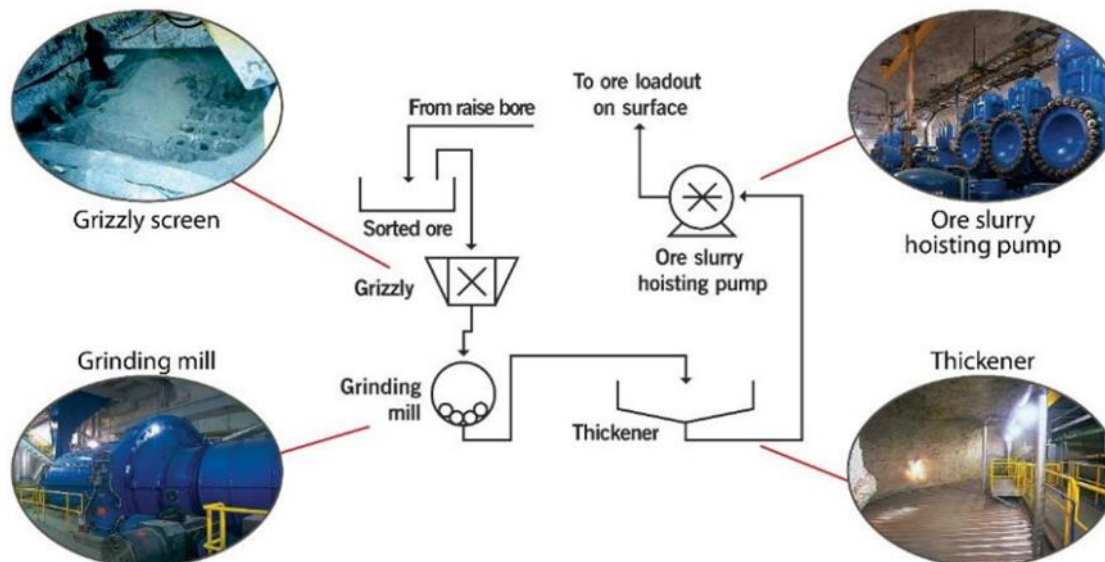 From raise bore
To ore loadout
on surface
Grizzly screen
Sorted ore
Ore slurry
hoisting pump
Ore slurry
hoisting pump
Grizzly
Grinding mill
Thickener
Grinding
mill
Thickener